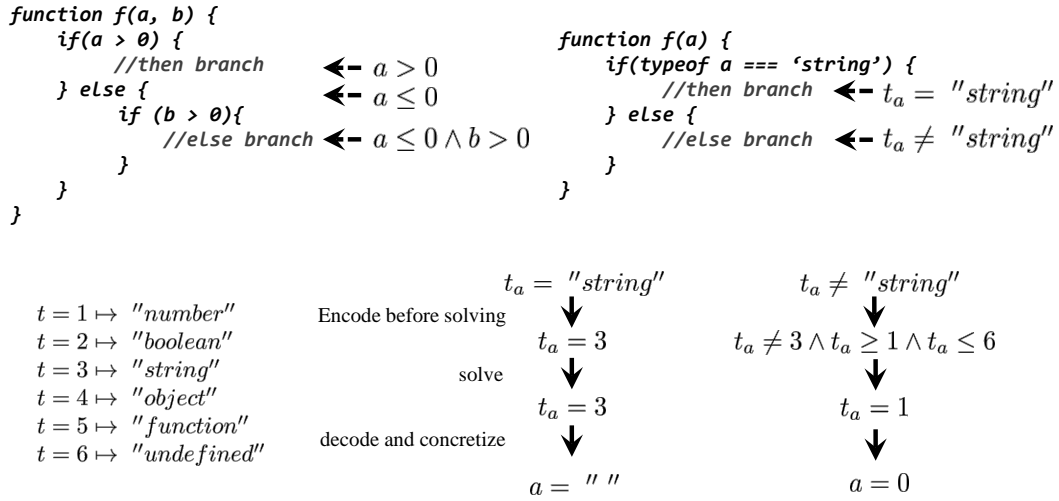 function f(a, b) {
if(a > 0) {
//then branch a > 0
} else { a ≤ 0
if (b > 0){
//else branch a ≤ 0 ∧ b > 0
}
}
}
function f(a) {
if(typeof a === ‘string’) {
//then branch t_a = "string"
} else {
//else branch t_a ≠ "string"
}
}
t = 1 ↦ "number"
t = 2 ↦ "boolean"
t = 3 ↦ "string"
t = 4 ↦ "object"
t = 5 ↦ "function"
t = 6 ↦ "undefined"
Encode before solving
solve
decode and concretize
t_a = "string"
t_a = 3
t_a = 3
a = " "
t_a ≠ "string"
t_a ≠ 3 ∧ t_a ≥ 1 ∧ t_a ≤ 6
t_a = 1
a = 0